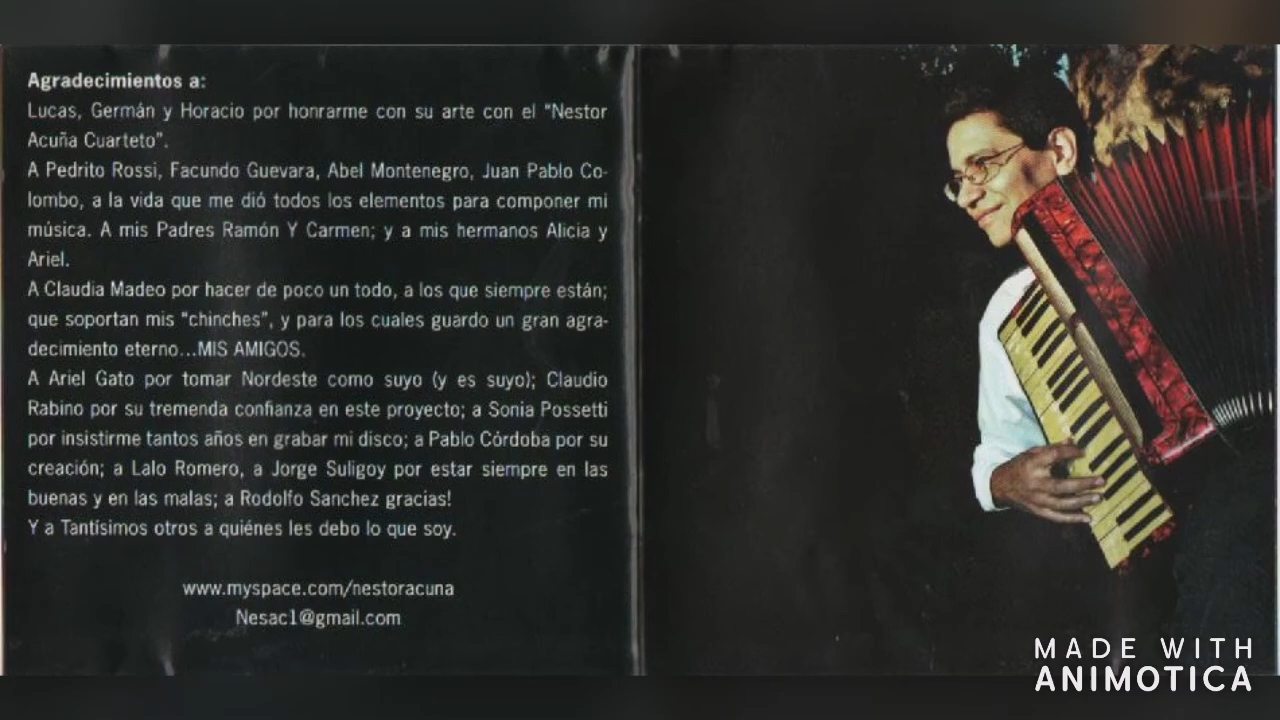 Agradecimientos a:
Lucas, Germán y Horacio por honrarme con su arte con el "Nestor
Acuña Cuarteto".
A Pedrito Rossi, Facundo Guevara, Abel Montenegro, Juan Pablo Co-
lombo, a la vida que me dió todos los elementos para componer mi
música. A mis Padres Ramón Y Carmen; y a mis hermanos Alicia y
Ariel.
A Claudia Madeo por hacer de poco un todo, a los que siempre están;
que soportan mis "chinches", y para los cuales guardo un gran agra-
decimiento eterno...MIS AMIGOS.
A Ariel Gato por tomar Nordeste como suyo (y es suyo); Claudio
Rabino por su tremenda confianza en este proyecto; a Sonia Possetti
por insistirme tantos años en grabar mi disco; a Pablo Córdoba por su
creación; a Lalo Romero, a Jorge Suligoy por estar siempre en las
buenas y en las malas; a Rodolfo Sanchez gracias!
Y a Tantísimos otros a quiénes les debo lo que soy.
www.myspace.com/nestoracuna
Nesac1@gmail.com
MADE WITH
ANIMOTICA